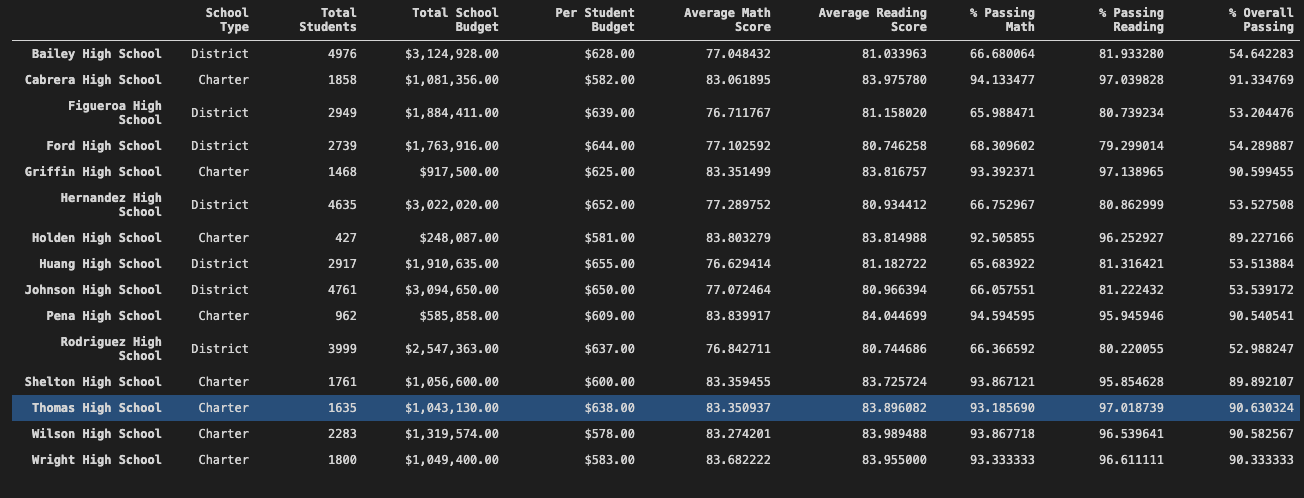 School Total Total School Per Student Average Math Average Reading % Passing % Passing % Overall
Type Students Budget Budget Score Score Math Reading Passing
Bailey High School District 4976 $3,124,928.00 $628.00 77.048432 81.033963 66.680064 81.933280 54.642283
Cabrera High School Charter 1858 $1,081,356.00 $582.00 83.061895 83.975780 94.133477 97.039828 91.334769
Figueroa High
School District 2949 $1,884,411.00 $639.00 76.711767 81.158020 65.988471 80.739234 53.204476
Ford High School District 2739 $1,763,916.00 $644.00 77.102592 80.746258 68.309602 79.299014 54.289887
Griffin High School Charter 1468 $917,500.00 $625.00 83.351499 83.816757 93.392371 97.138965 90.599455
Hernandez High
School District 4635 $3,022,020.00 $652.00 77.289752 80.934412 66.752967 80.862999 53.527508
Holden High School Charter 427 $248,087.00 $581.00 83.803279 83.814988 92.505855 96.252927 89.227166
Huang High School District 2917 $1,910,635.00 $655.00 76.629414 81.182722 65.683922 81.316421 53.513884
Johnson High School District 4761 $3,094,650.00 $650.00 77.072464 80.966394 66.057551 81.222432 53.539172
Pena High School Charter 962 $585,858.00 $609.00 83.839917 84.044699 94.594595 95.945946 90.540541
Rodriguez High
School District 3999 $2,547,363.00 $637.00 76.842711 80.744686 66.366592 80.220055 52.988247
Shelton High School Charter 1761 $1,056,600.00 $600.00 83.359455 83.725724 93.867121 95.854628 89.892107
Thomas High School Charter 1635 $1,043,130.00 $638.00 83.350937 83.896082 93.185690 97.018739 90.630324
Wilson High School Charter 2283 $1,319,574.00 $578.00 83.274201 83.989488 93.867718 96.539641 90.582567
Wright High School Charter 1800 $1,049,400.00 $583.00 83.682222 83.955000 93.333333 96.611111 90.333333